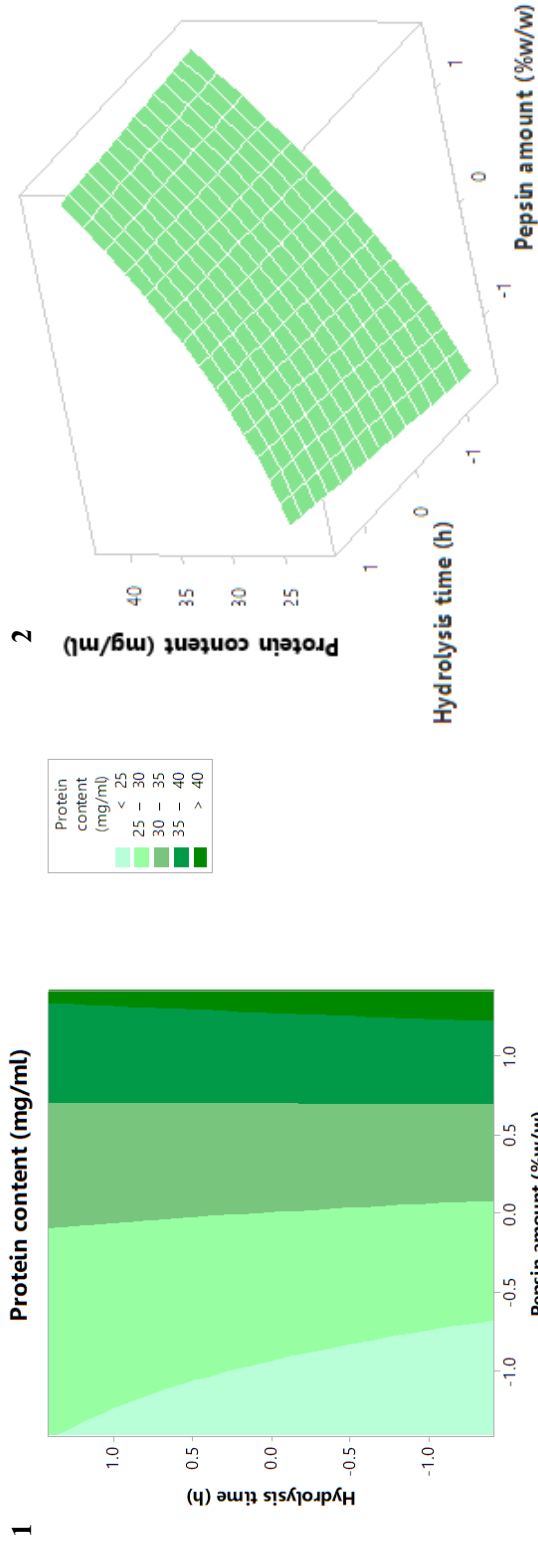 1
Protein content (mg/ml)
Hydrolysis time (h)
1.0
0.5
0.0
-0.5
-1.0
-1.0
-0.5
0.0
0.5
1.0
Pepsin amount (%w/w)
Protein
content
(mg/ml)
< 25
25 – 30
30 – 35
35 – 40
> 40
2
Protein content (mg/ml)
40
35
30
25
1
0
-1
Hydrolysis time (h)
-1
0
1
Pepsin amount (%w/w)